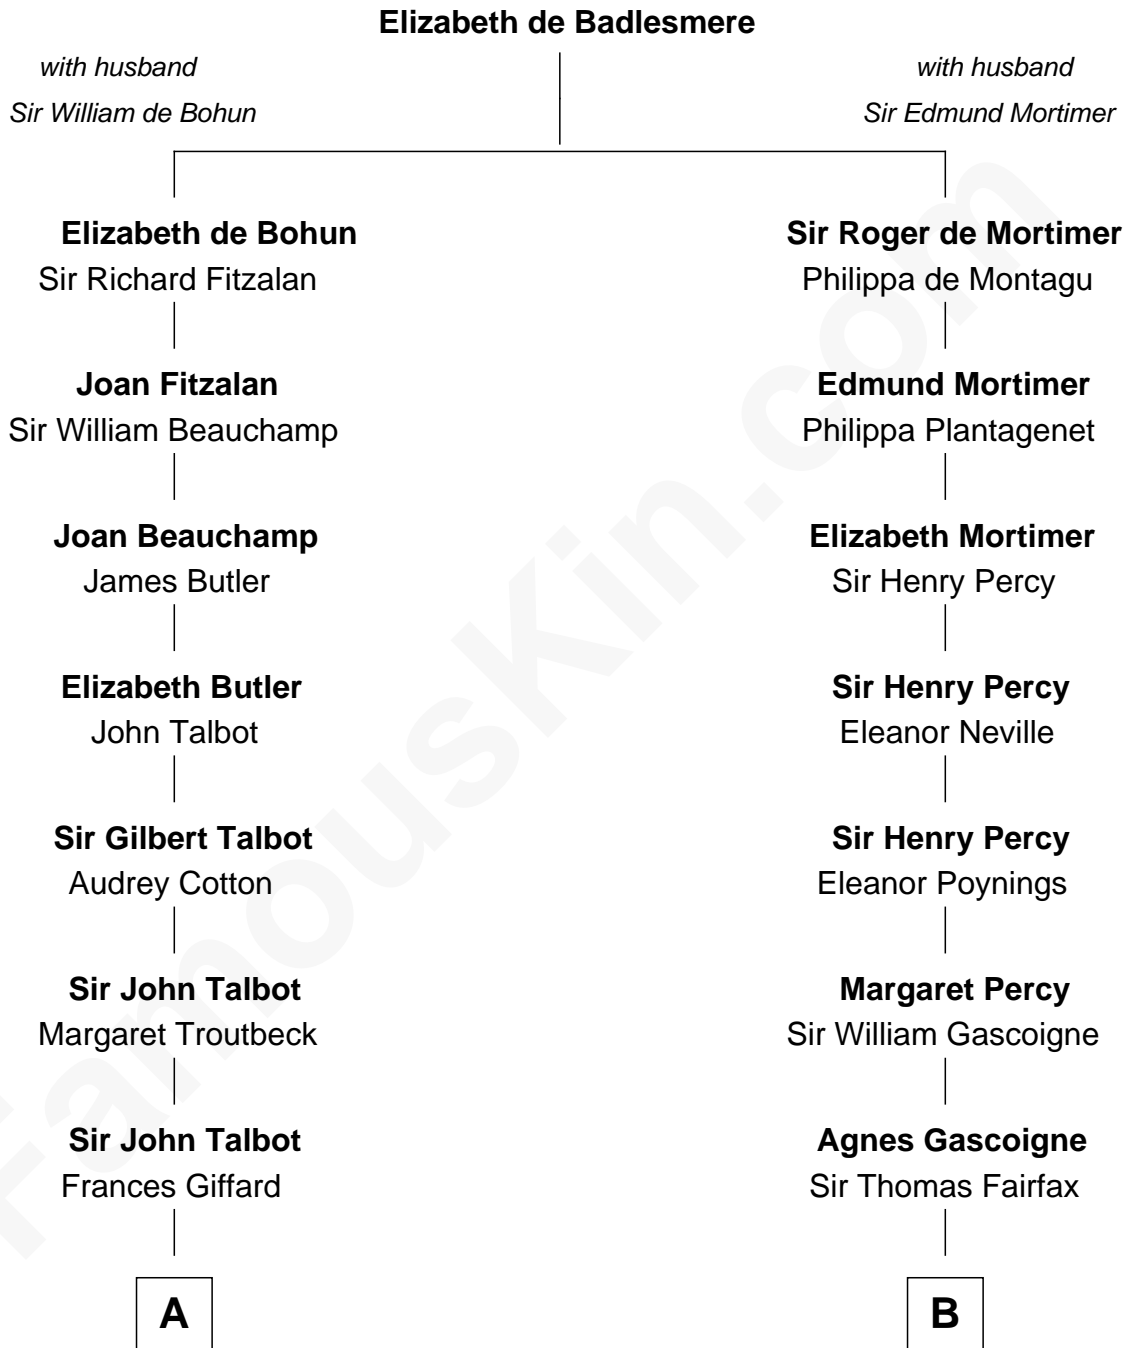 Elizabeth de Badlesmere
with husband
Sir William de Bohun
with husband
Sir Edmund Mortimer
Elizabeth de Bohun
Sir Richard Fitzalan
Sir Roger de Mortimer
Philippa de Montagu
Joan Fitzalan
Sir William Beauchamp
Edmund Mortimer
Philippa Plantagenet
Joan Beauchamp
James Butler
Elizabeth Mortimer
Sir Henry Percy
Elizabeth Butler
John Talbot
Sir Henry Percy
Eleanor Neville
Sir Gilbert Talbot
Audrey Cotton
Sir Henry Percy
Eleanor Poynings
Sir John Talbot
Margaret Troutbeck
Margaret Percy
Sir William Gascoigne
Sir John Talbot
Frances Giffard
Agnes Gascoigne
Sir Thomas Fairfax
A
B
FamousKin.com